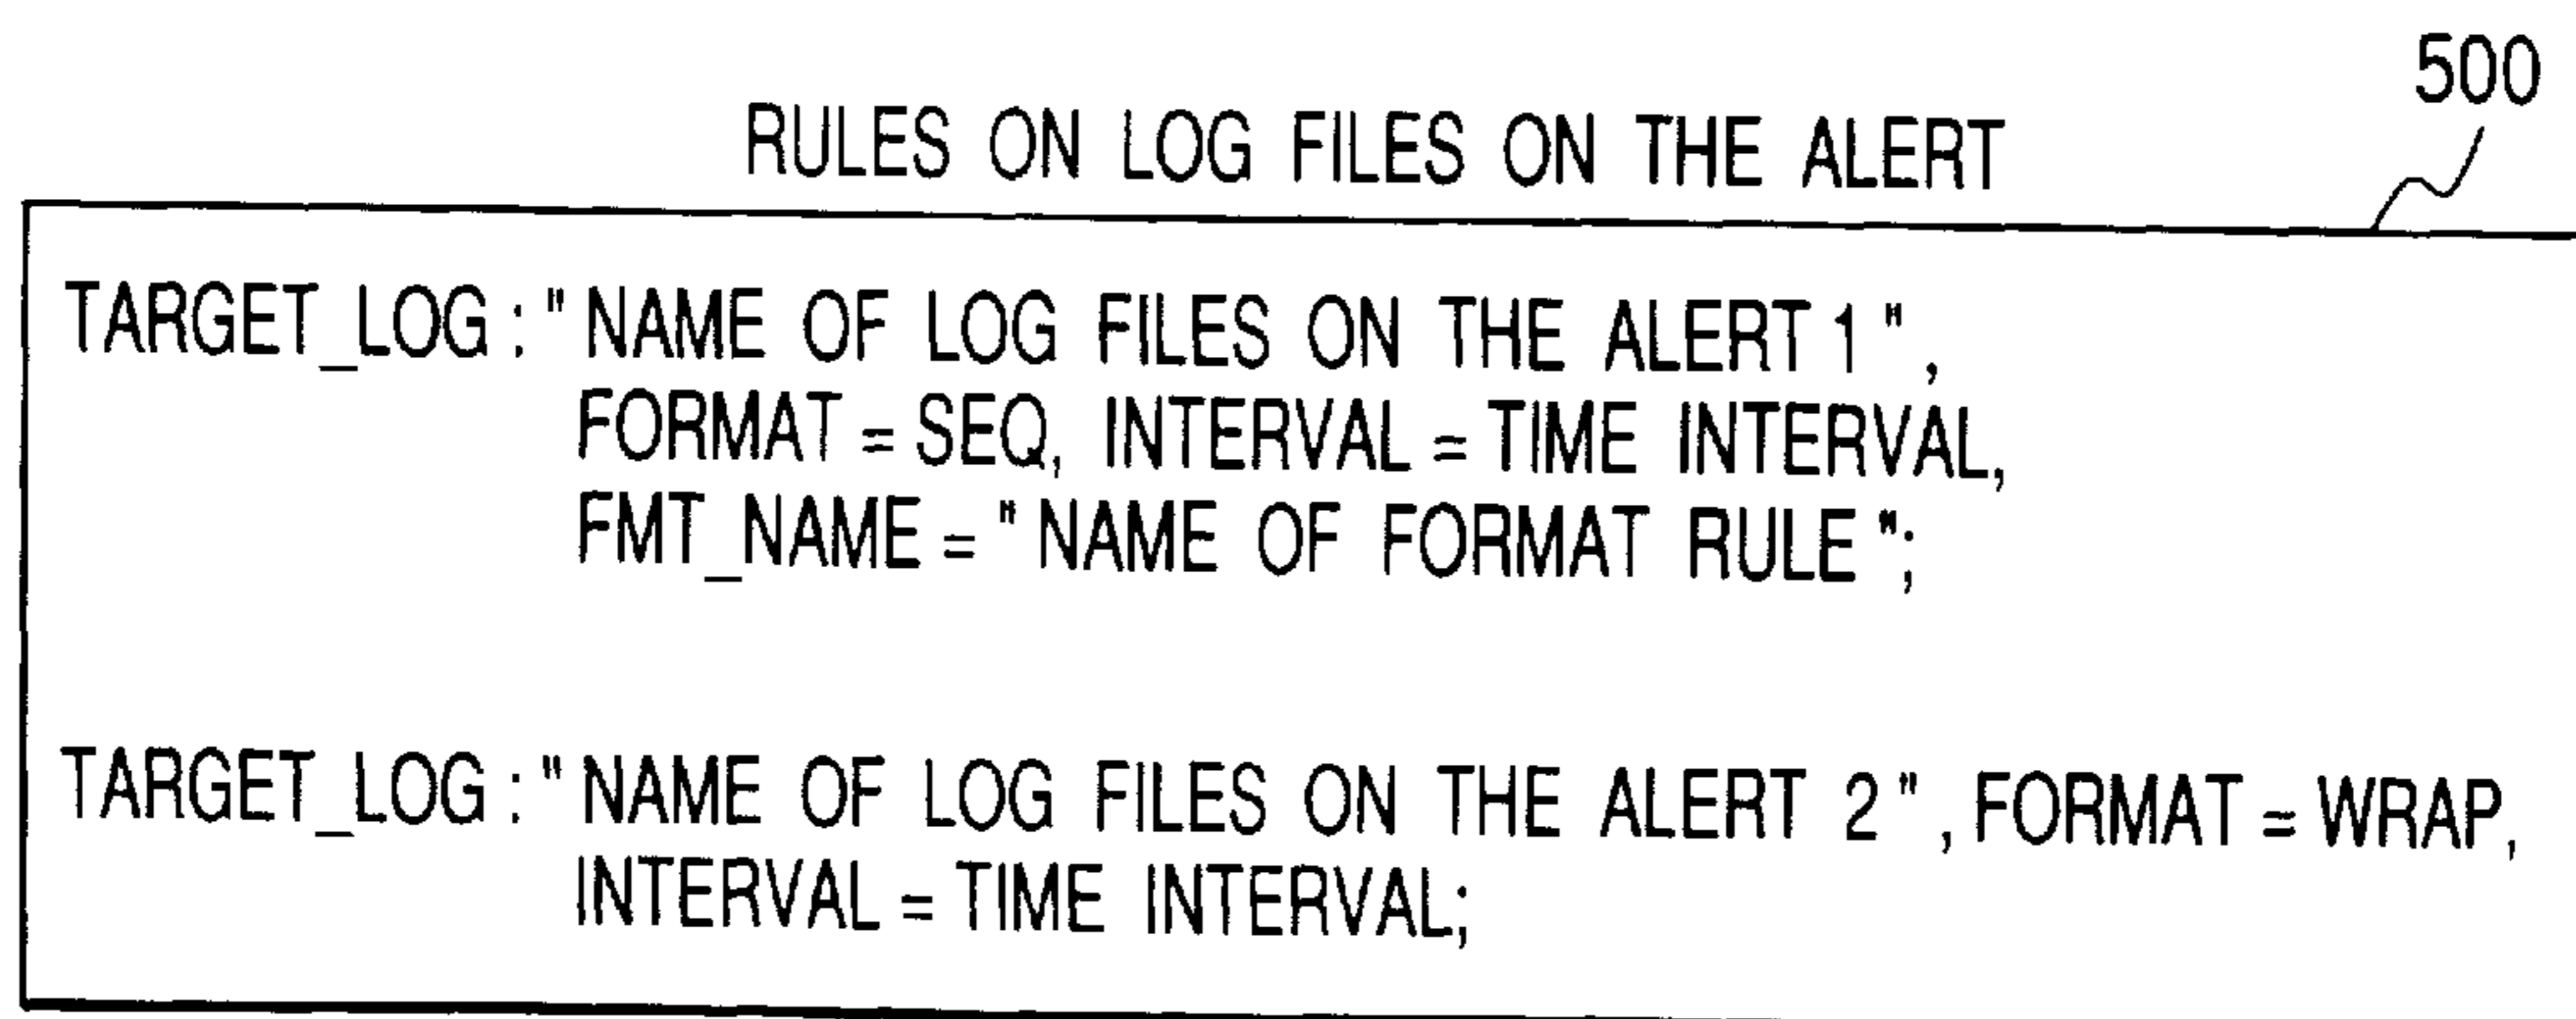 500
RULES ON LOG FILES ON THE ALERT
TARGET_LOG : " NAME OF LOG FILES ON THE ALERT 1 ",
FORMAT = SEQ, INTERVAL = TIME INTERVAL,
FMT_NAME = " NAME OF FORMAT RULE ";
TARGET_LOG : " NAME OF LOG FILES ON THE ALERT 2 ", FORMAT = WRAP,
INTERVAL = TIME INTERVAL;